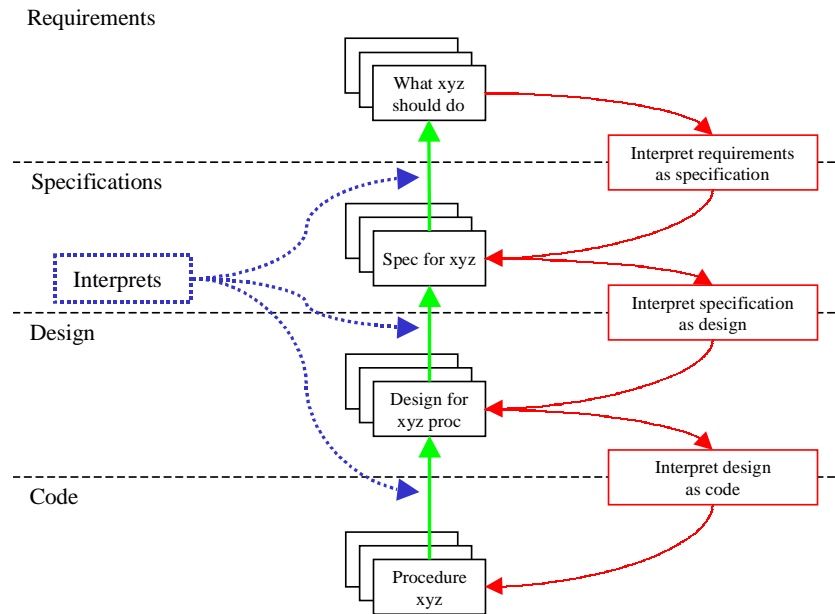 Requirements
What xyz
should do
Interpret requirements
as specification
Specifications
Spec for xyz
Interprets
Interpret specification
as design
Design
Design for
xyz proc
Interpret design
as code
Code
Procedure
xyz